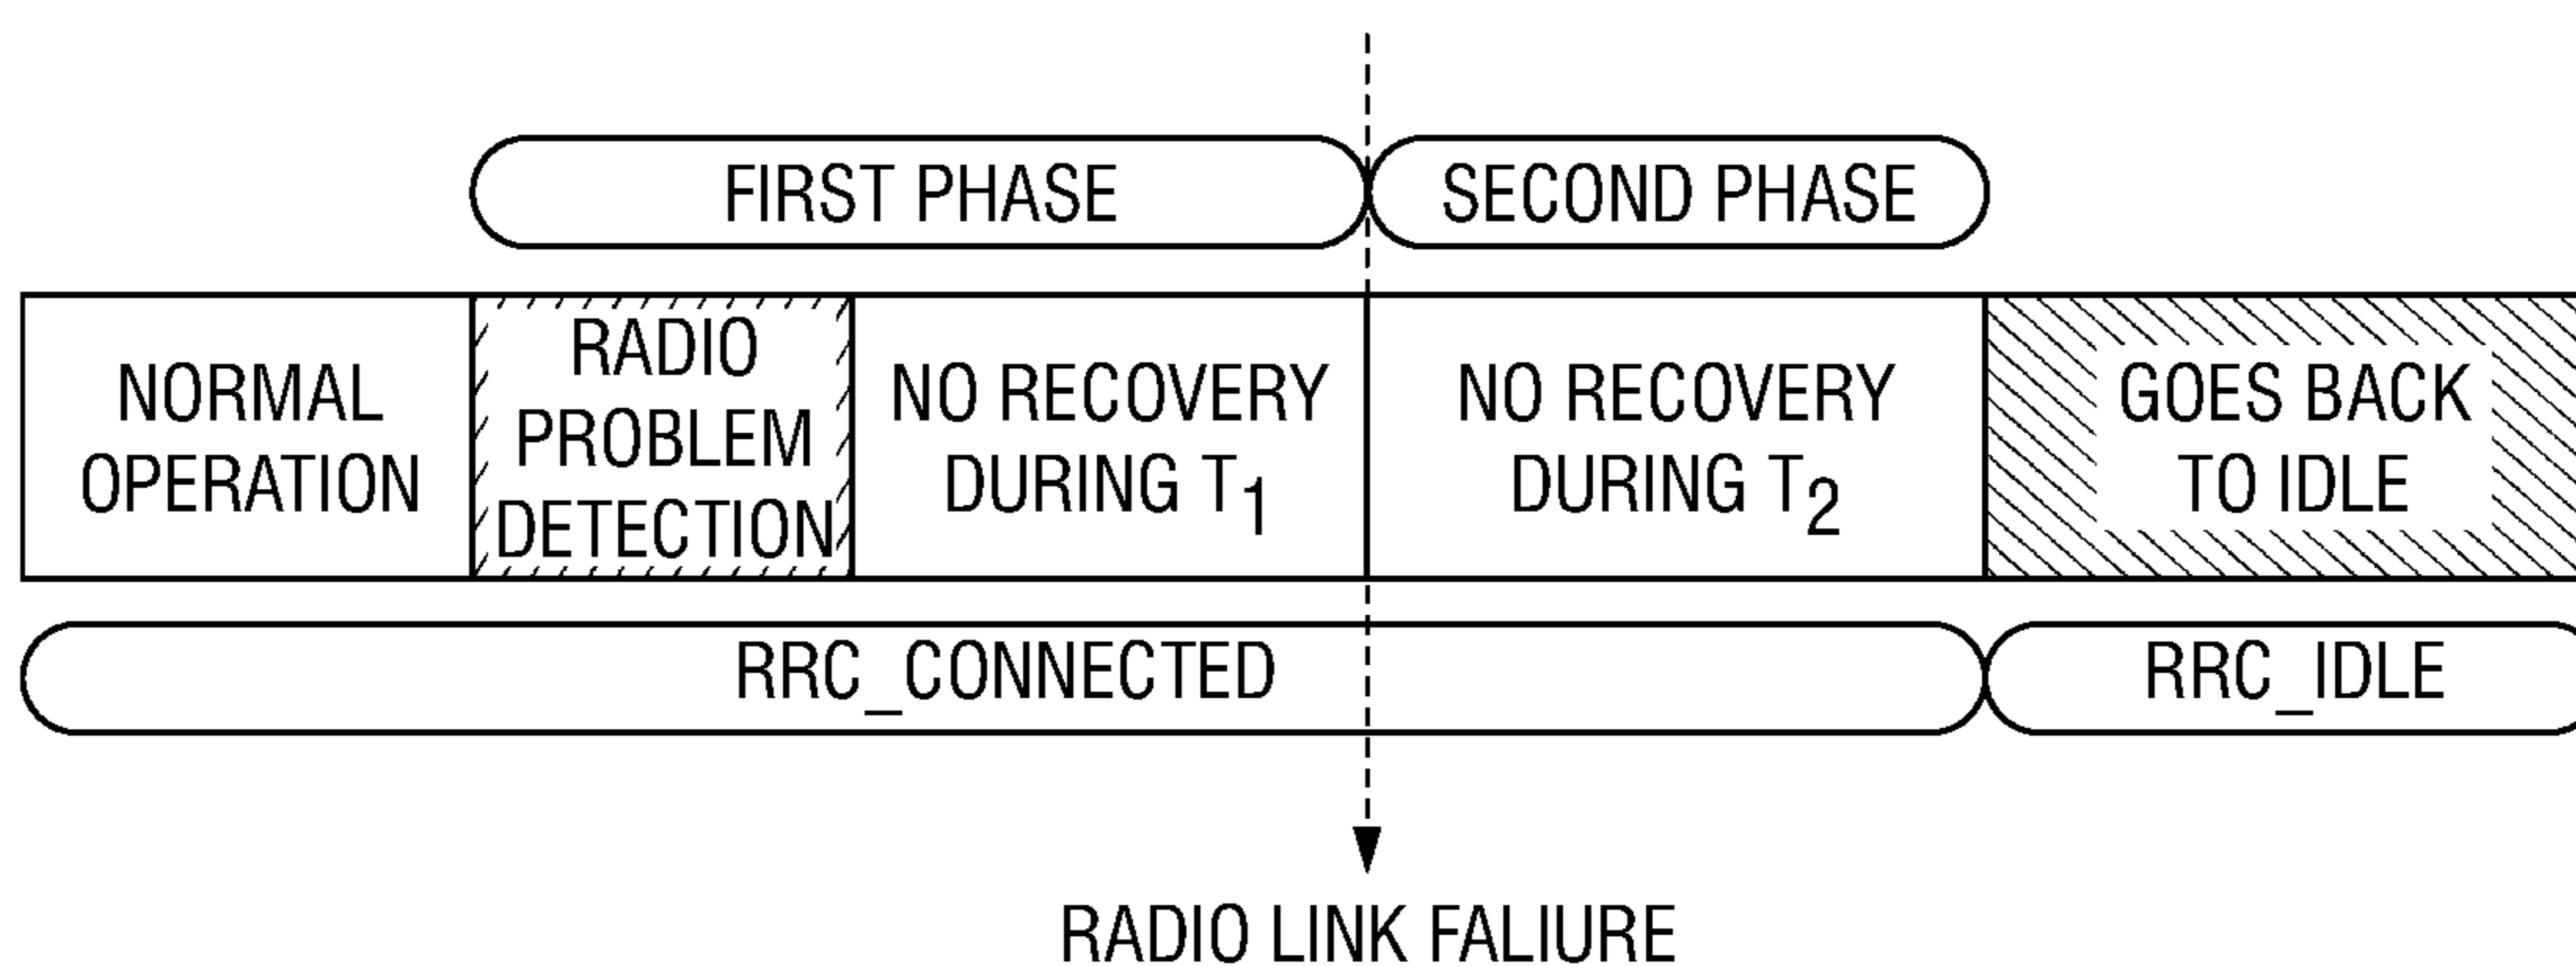 FIRST PHASE
SECOND PHASE
NORMAL
OPERATION
RADIO
PROBLEM
DETECTION
NO RECOVERY
DURING T1
NO RECOVERY
DURING T2
GOES BACK
TO IDLE
RRC_CONNECTED
RRC_IDLE
RADIO LINK FALIURE